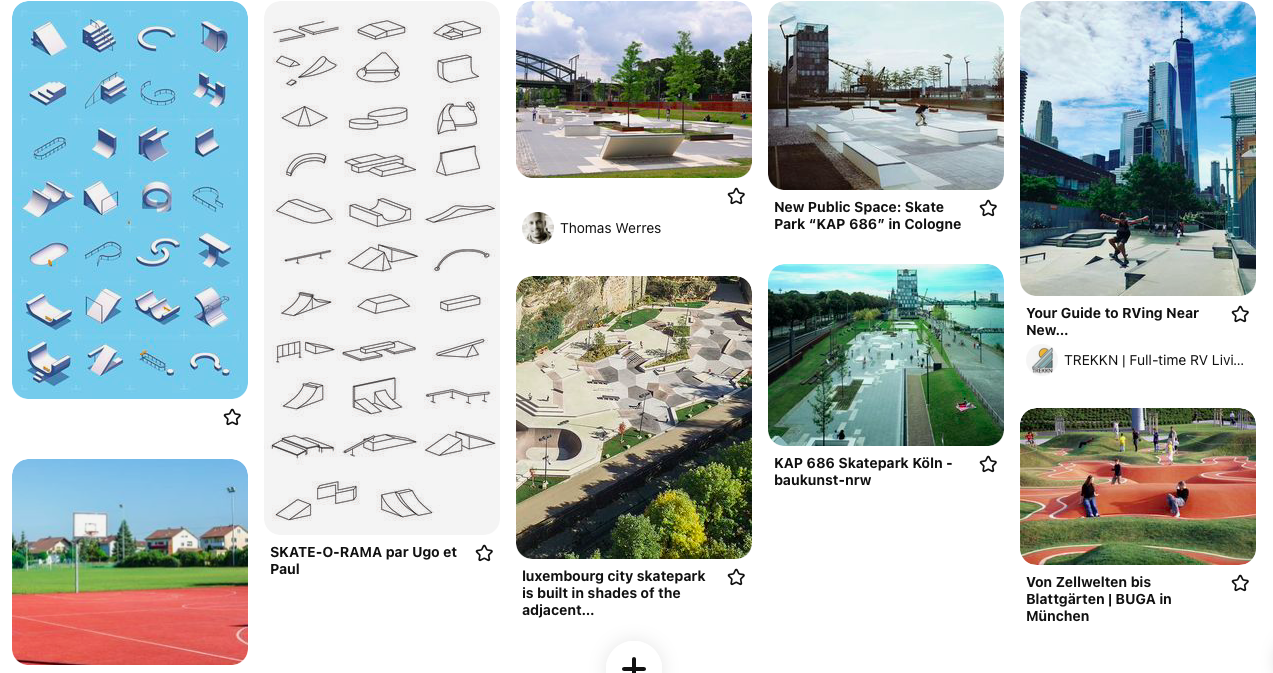 SKATE-O-RAMA par Ugo et
Paul
Thomas Werres
luxembourg city skatepark
is built in shades of the
adjacent...
New Public Space: Skate
Park “KAP 686” in Cologne
KAP 686 Skatepark Köln -
baukunst-nrw
Your Guide to RVing Near
New...
TREKKN
TREKKN | Full-time RV Livi...
Von Zellwelten bis
Blattgärten | BUGA in
München